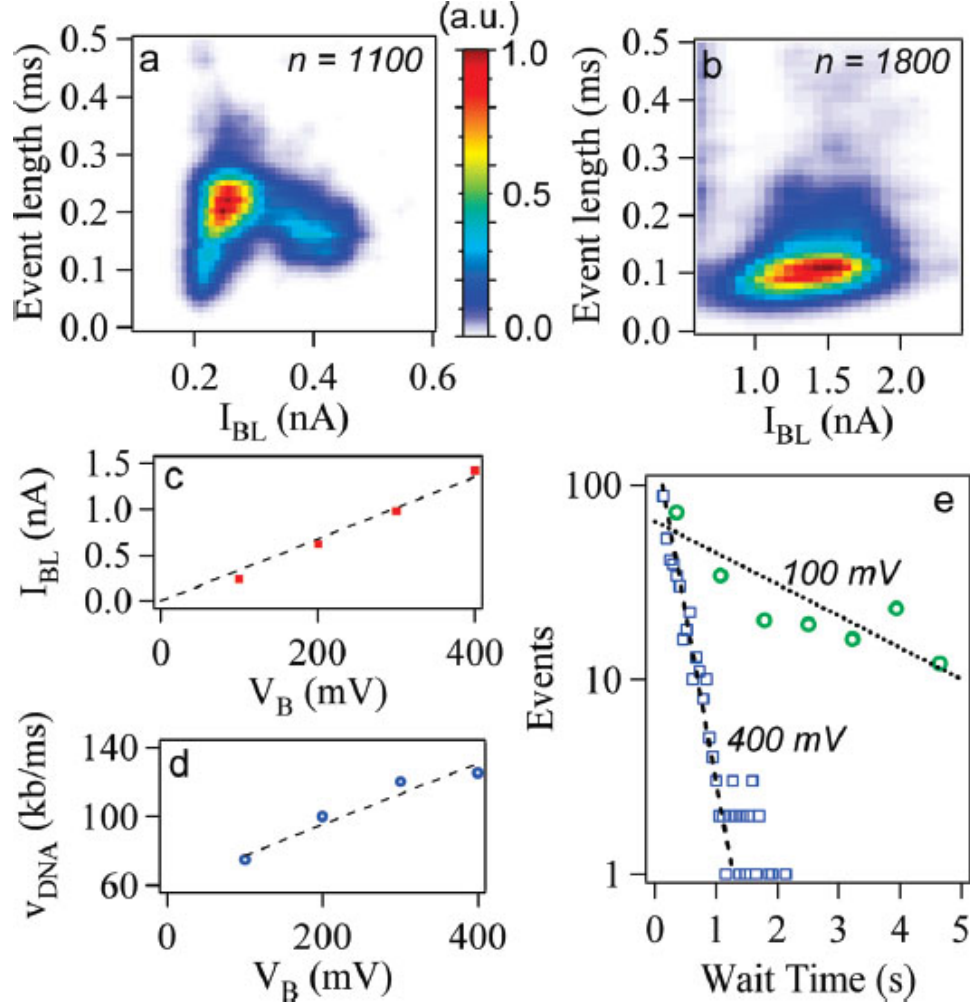 (a.u.)
a
n = 1100
0.5
0.4
0.3
0.2
0.1
0.0
Event length (ms)
0.2
0.4
0.6
I_BL (nA)
1.0
0.5
0.0
b
n = 1800
0.5
0.4
0.3
0.2
0.1
0.0
Event length (ms)
1.0
1.5
2.0
I_BL (nA)
c
1.5
1.0
0.5
0.0
I_BL (nA)
0
200
400
V_B (mV)
d
140
100
60
v_DNA (kb/ms)
0
200
400
V_B (mV)
e
100
10
1
Events
100 mV
400 mV
0
1
2
3
4
5
Wait Time (s)